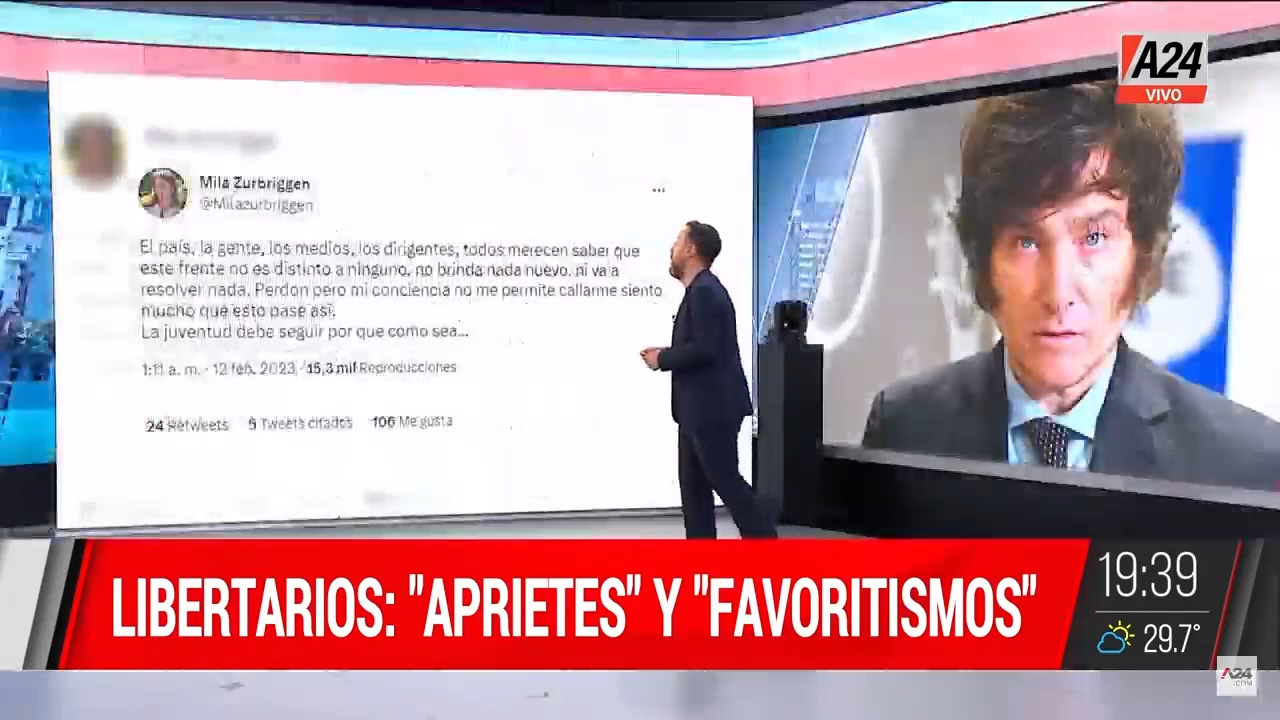 A24
VIVO
Mila Zurbriggen
@Milazurbriggen
El país, la gente, los medios, los dirigentes, todos merecen saber que
este frente no es distinto a ninguno, no brinda nada nuevo, ni va a
resolver nada. Perdon pero mi conciencia no me permite callarme siento
mucho que esto pase así.
La juventud debe seguir por que como sea...
1:11 a. m. · 12 feb. 2023 · 15,3 mil Reproducciones
24 Retweets 5 Tweets citados 106 Me gusta
LIBERTARIOS: "APRIETES" Y "FAVORITISMOS"
19:39
29.7°
A24
.COM